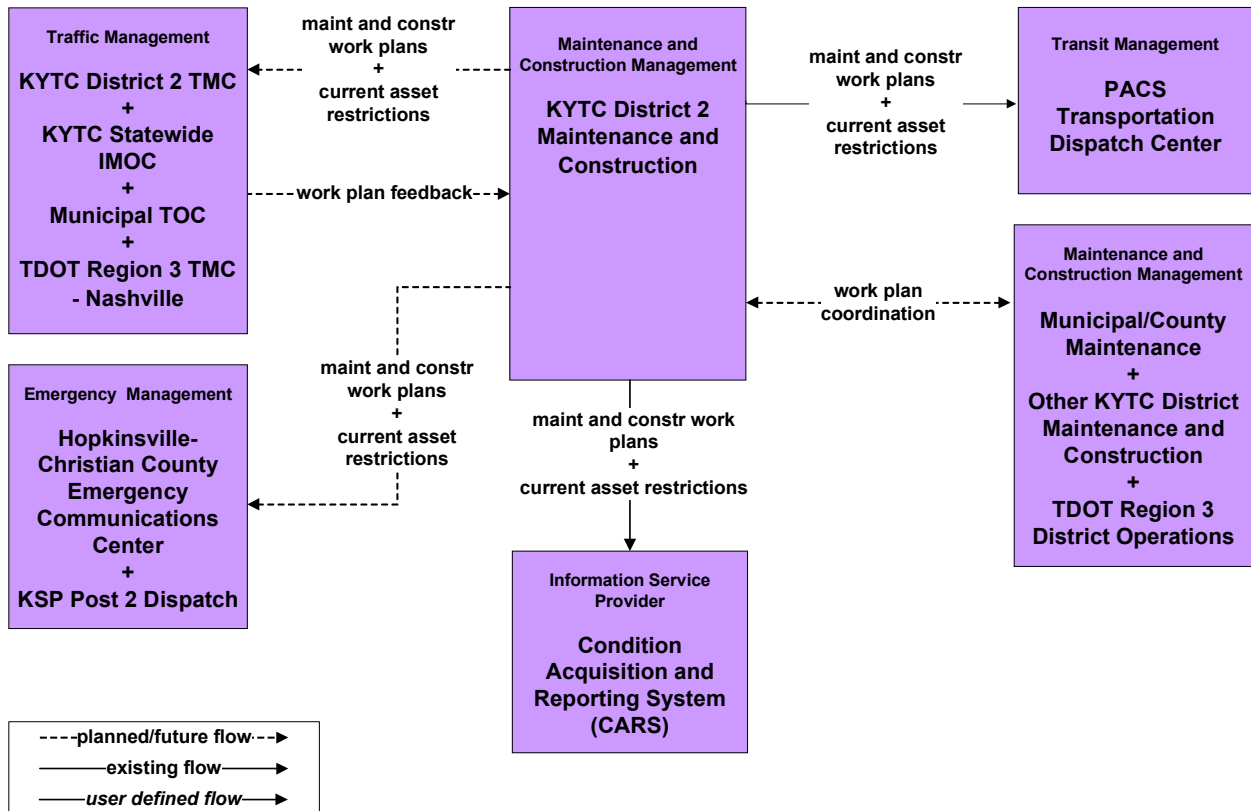 Traffic Management
KYTC District 2 TMC
+
KYTC Statewide
IMOC
+
Municipal TOC
+
TDOT Region 3 TMC
- Nashville
maint and constr
work plans
+
current asset
restrictions
work plan feedback
Maintenance and
Construction Management
KYTC District 2
Maintenance and
Construction
maint and constr
work plans
+
current asset
restrictions
Transit Management
PACS
Transportation
Dispatch Center
work plan
coordination
Maintenance and
Construction Management
Municipal/County
Maintenance
+
Other KYTC District
Maintenance and
Construction
+
TDOT Region 3
District Operations
Emergency Management
Hopkinsville-
Christian County
Emergency
Communications
Center
+
KSP Post 2 Dispatch
maint and constr
work plans
+
current asset
restrictions
maint and constr work
plans
+
current asset restrictions
Information Service
Provider
Condition
Acquisition and
Reporting System
(CARS)
planned/future flow
existing flow
user defined flow